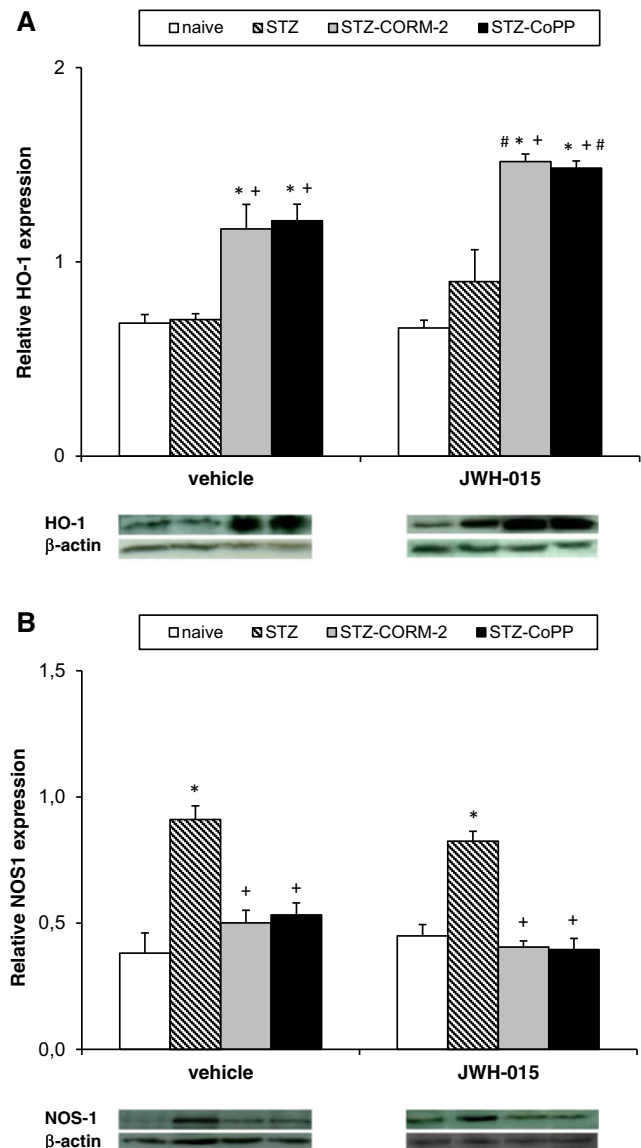 A
naive STZ STZ-CORM-2 STZ-CoPP
2
# * + * + #
* + * +
Relative HO-1 expression
1
0
vehicle JWH-015
HO-1
β-actin
B
naive STZ STZ-CORM-2 STZ-CoPP
1,5
Relative NOS1 expression
1,0
* *
+ + + +
0,5
0,0
vehicle JWH-015
NOS-1
β-actin